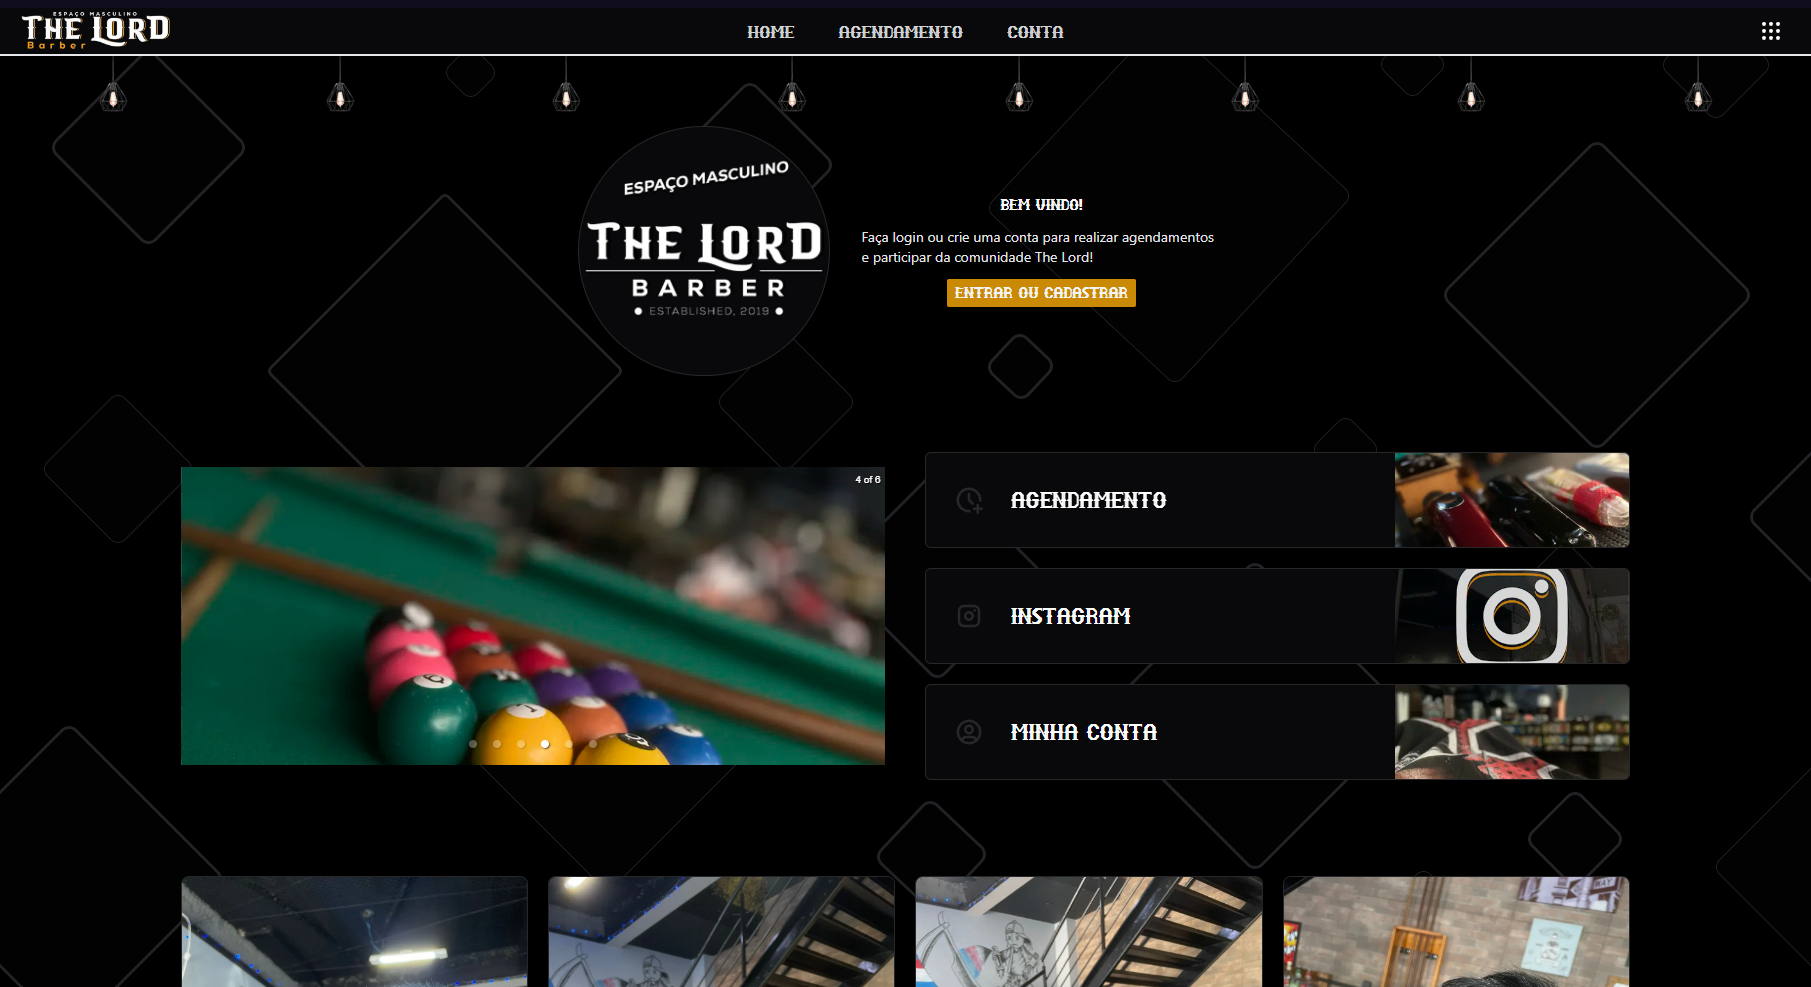 ESPAÇO MASCULINO
THE LORD
Barber
HOME
AGENDAMENTO
CONTA
ESPAÇO MASCULINO
THE LORD
BARBER
ESTABLISHED, 2019
BEM VINDO!
Faça login ou crie uma conta para realizar agendamentos
e participar da comunidade The Lord!
ENTRAR OU CADASTRAR
4 of 6
AGENDAMENTO
INSTAGRAM
MINHA CONTA